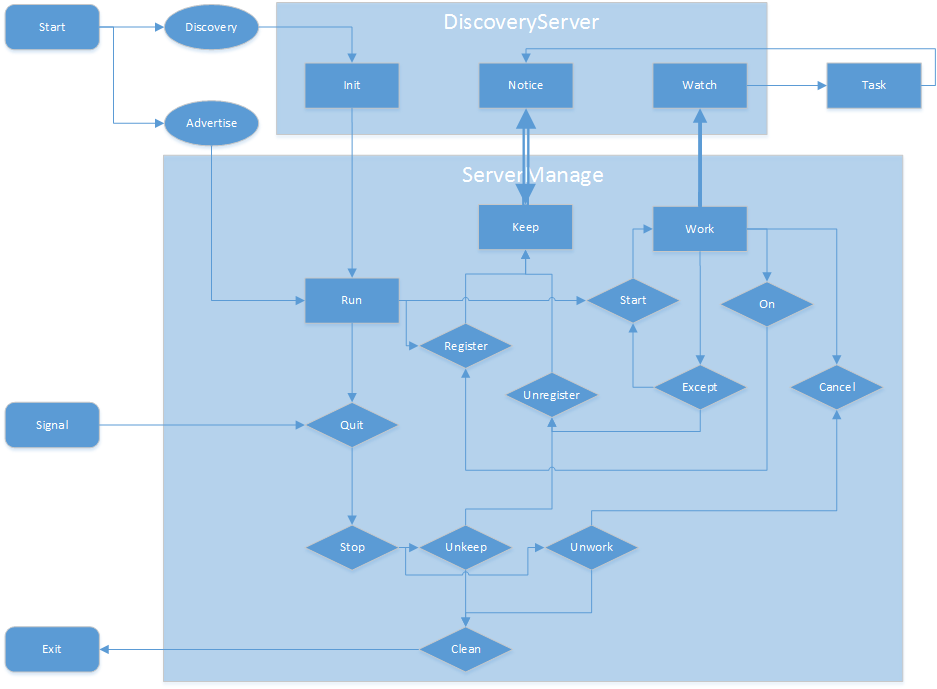 DiscoveryServer
Start
Discovery
Init
Notice
Watch
Task
Advertise
ServerManage
Keep
Work
Run
Start
On
Register
Except
Cancel
Unregister
Signal
Quit
Stop
Unkeep
Unwork
Exit
Clean